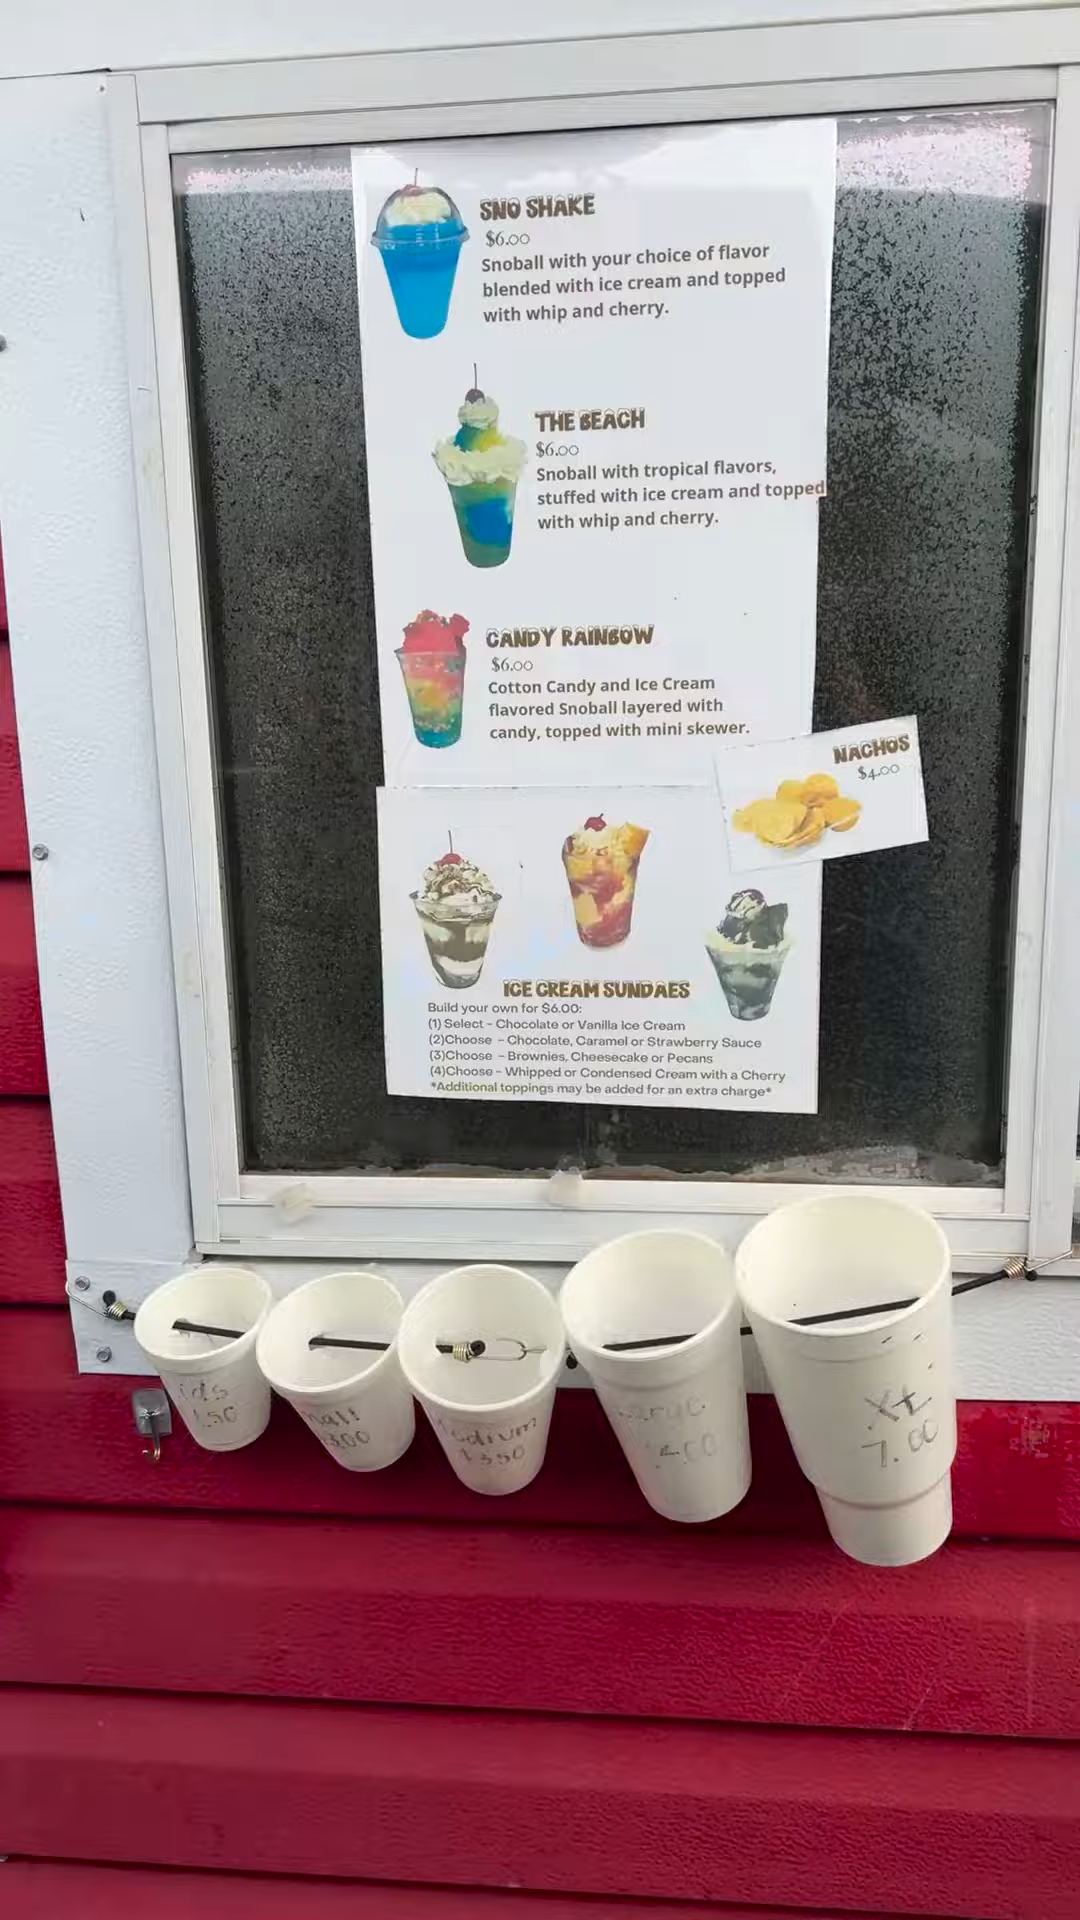 SNO SHAKE
$6.00
Snoball with your choice of flavor
blended with ice cream and topped
with whip and cherry.
THE BEACH
$6.00
Snoball with tropical flavors,
stuffed with ice cream and topped
with whip and cherry.
CANDY RAINBOW
$6.00
Cotton Candy and Ice Cream
flavored Snoball layered with
candy, topped with mini skewer.
NACHOS
$4.00
ICE CREAM SUNDAES
Build your own for $6.00:
(1) Select - Chocolate or Vanilla Ice Cream
(2)Choose - Chocolate, Caramel or Strawberry Sauce
(3)Choose - Brownies, Cheesecake or Pecans
(4)Choose - Whipped or Condensed Cream with a Cherry
*Additional toppings may be added for an extra charge*
Medium
$3.50
XL
7.00